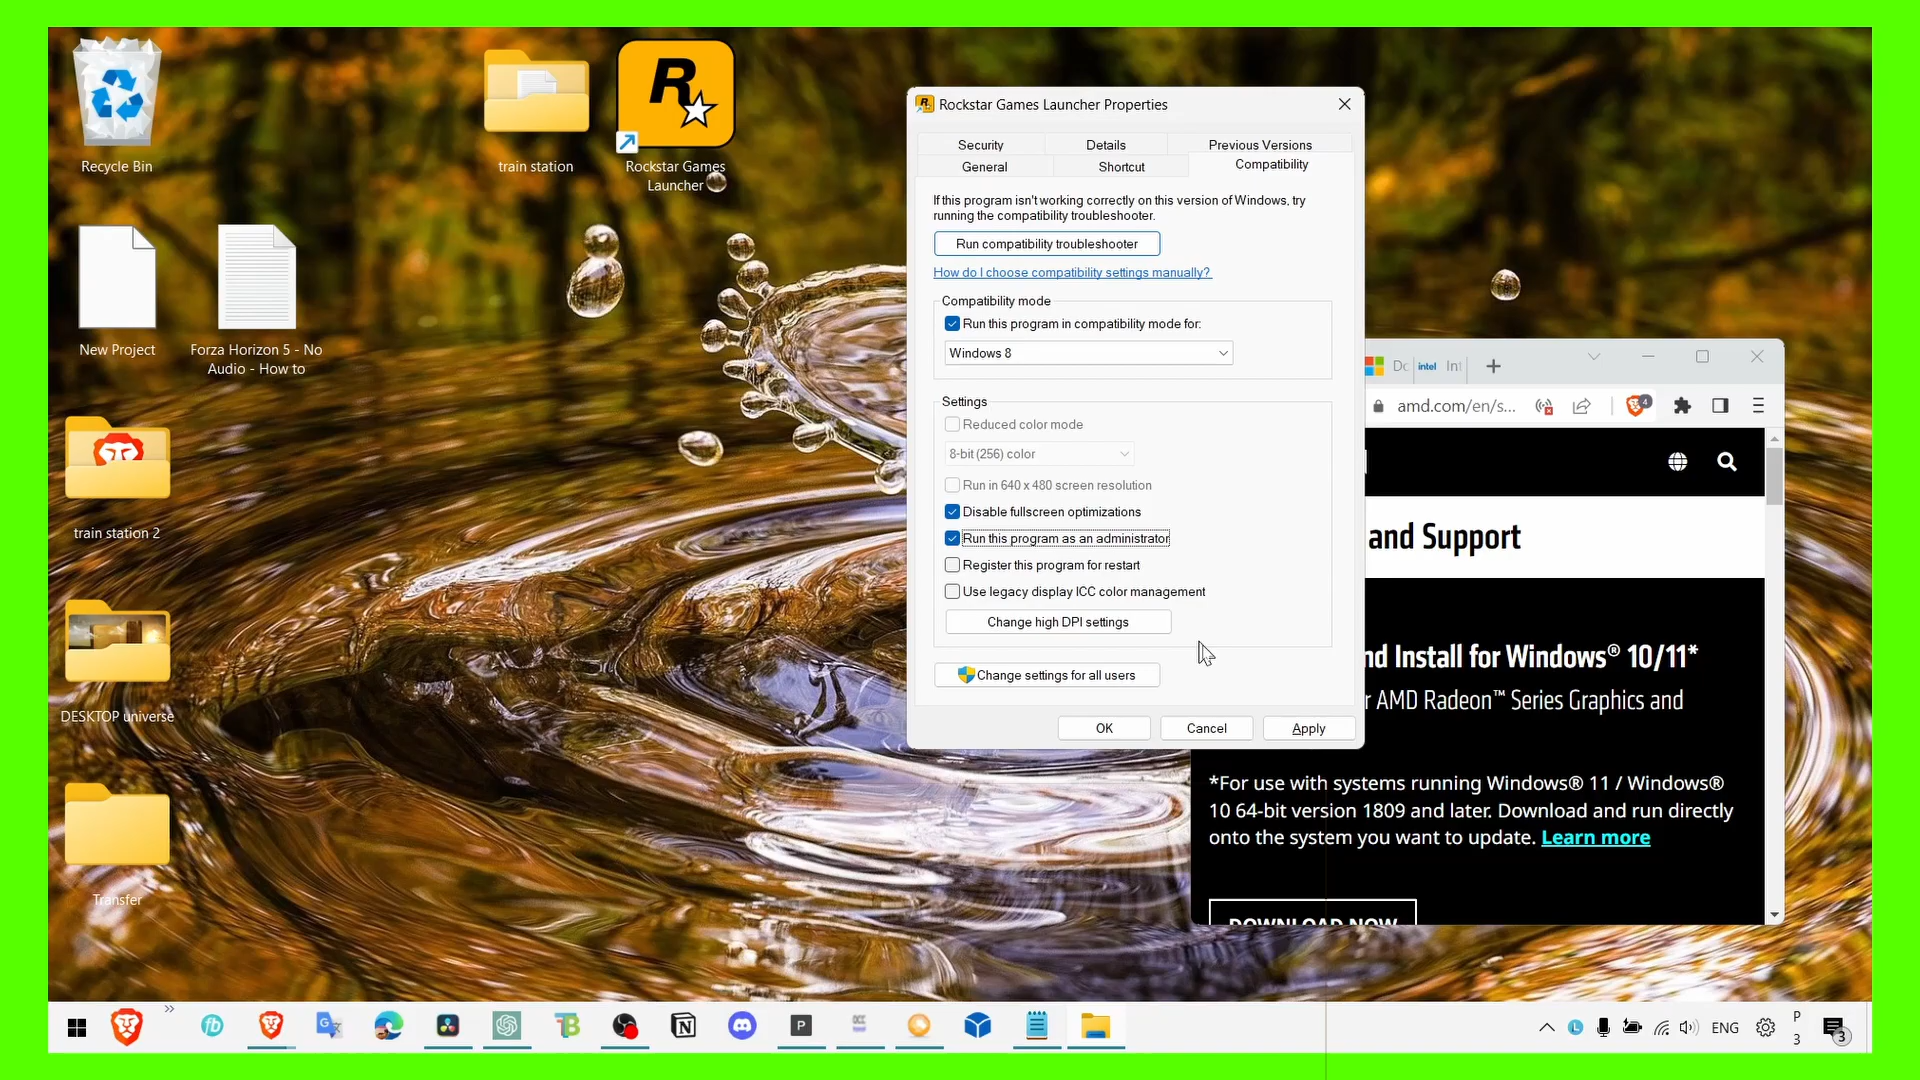 Recycle Bin
train station
Rockstar Games
Launcher
New Project
Forza Horizon 5 - No
Audio - How to
train station 2
DESKTOP universe
Transfer
Rockstar Games Launcher Properties
Security
Details
Previous Versions
General
Shortcut
Compatibility
If this program isn't working correctly on this version of Windows, try
running the compatibility troubleshooter.
Run compatibility troubleshooter
How do I choose compatibility settings manually?
Compatibility mode
Run this program in compatibility mode for:
Windows 8
Settings
Reduced color mode
8-bit (256) color
Run in 640 x 480 screen resolution
Disable fullscreen optimizations
Run this program as an administrator
Register this program for restart
Use legacy display ICC color management
Change high DPI settings
Change settings for all users
OK
Cancel
Apply
intel
amd.com/en/s...
4
and Support
nd Install for Windows® 10/11*
r AMD Radeon™ Series Graphics and
*For use with systems running Windows® 11 / Windows®
10 64-bit version 1809 and later. Download and run directly
onto the system you want to update. Learn more
DOWNLOAD NOW
ENG
P
3
3